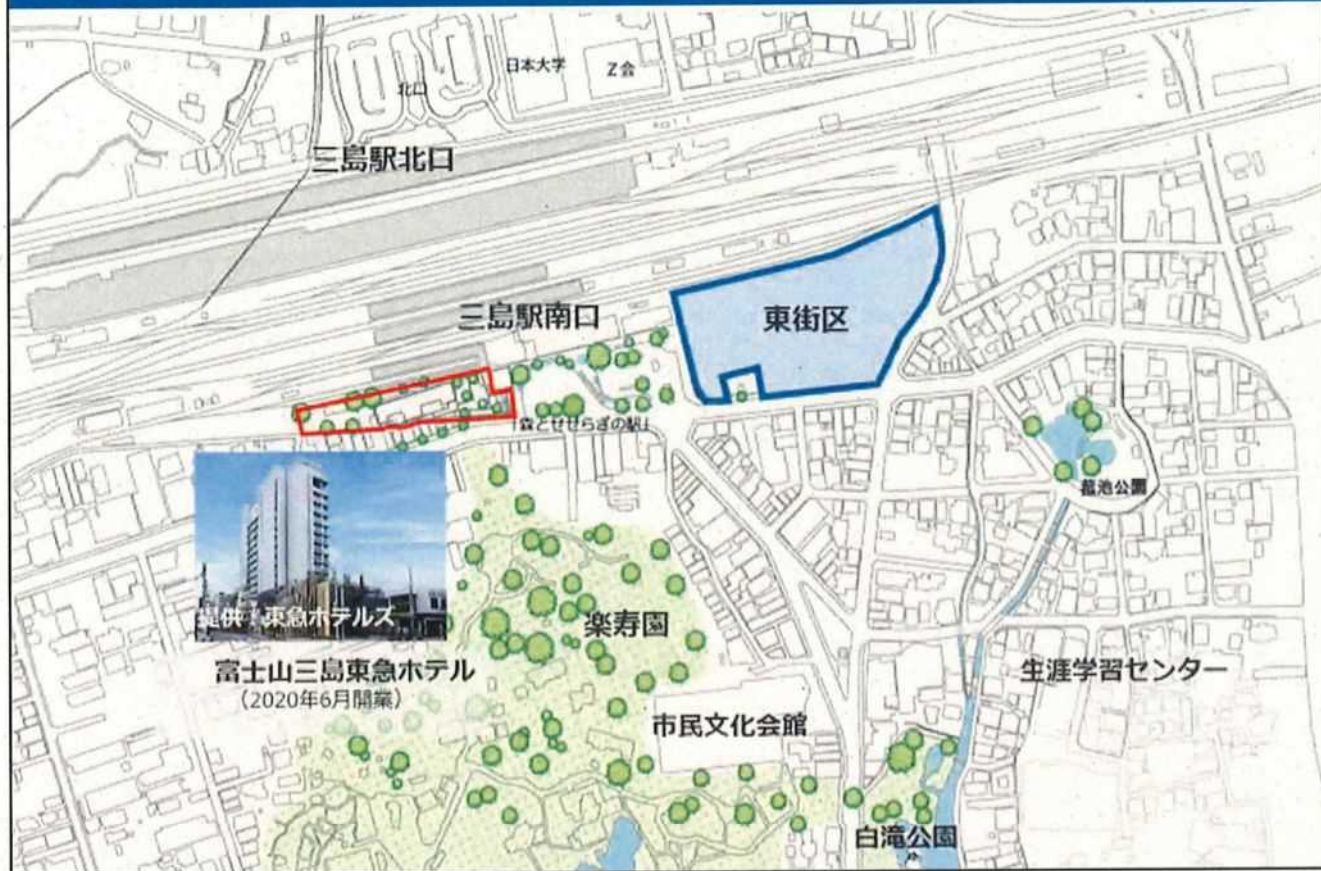 日本大学
Z会
北口
三島駅北口
三島駅南口
東街区
「森とせせらぎの駅」
菰池公園
提供：東急ホテルズ
富士山三島東急ホテル
（2020年6月開業）
楽寿園
生涯学習センター
市民文化会館
白滝公園